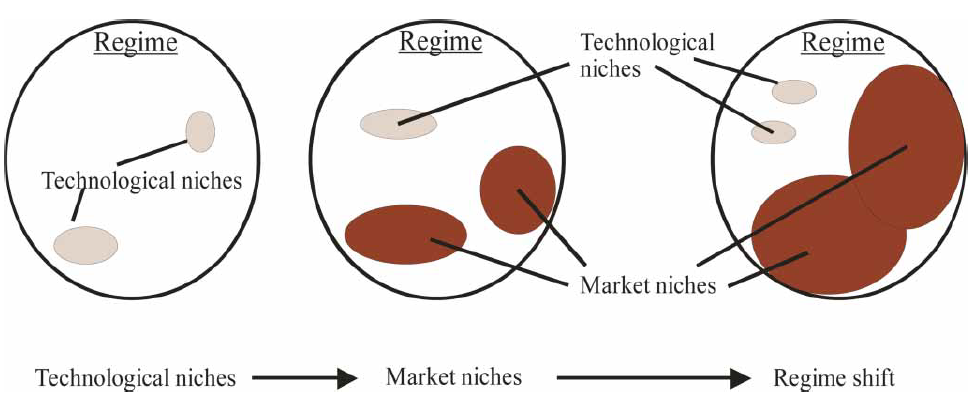 Regime
Regime
Technological
niches
Regime
Technological niches
Market niches
Technological niches
Market niches
Regime shift